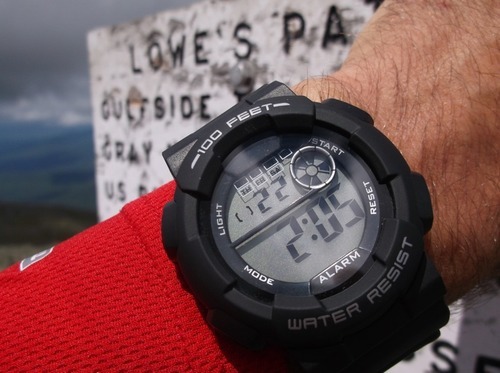 LOWE'S PA
GULFSIDE
GRAY
US
100 FEET
START
LIGHT
RESET
22
2:05
MODE
ALARM
WATER RESIST